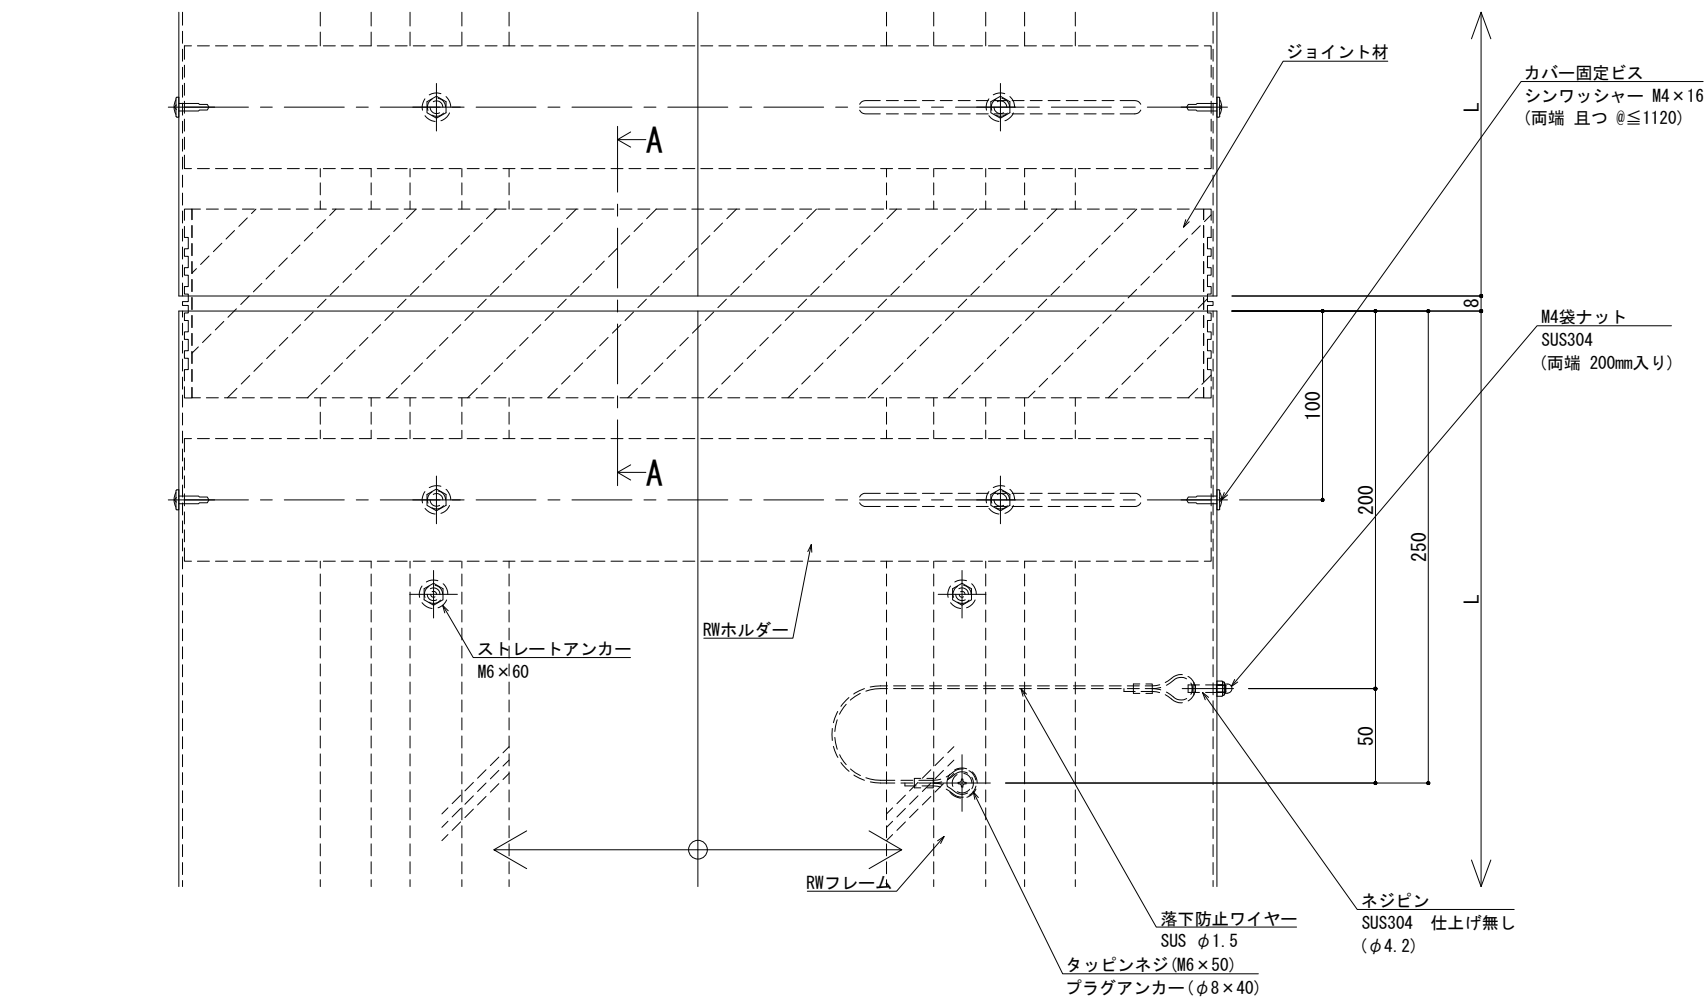 ジョイント材
カバー固定ビス
シンワッシャー M4×16
(両端 且つ @≦1120)
L
A
8
M4袋ナット
SUS304
(両端 200mm入り)
100
A
200
250
L
RWホルダー
ストレートアンカー
M6×60
50
RWフレーム
ネジピン
SUS304 仕上げ無し
(φ4.2)
落下防止ワイヤー
SUS φ1.5
タッピンネジ(M6×50)
プラグアンカー(φ8×40)